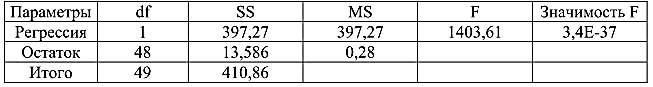 Параметры df SS MS F Значимость F
Регрессия 1 397,27 397,27 1403,61 3,4E-37
Остаток 48 13,586 0,28
Итого 49 410,86